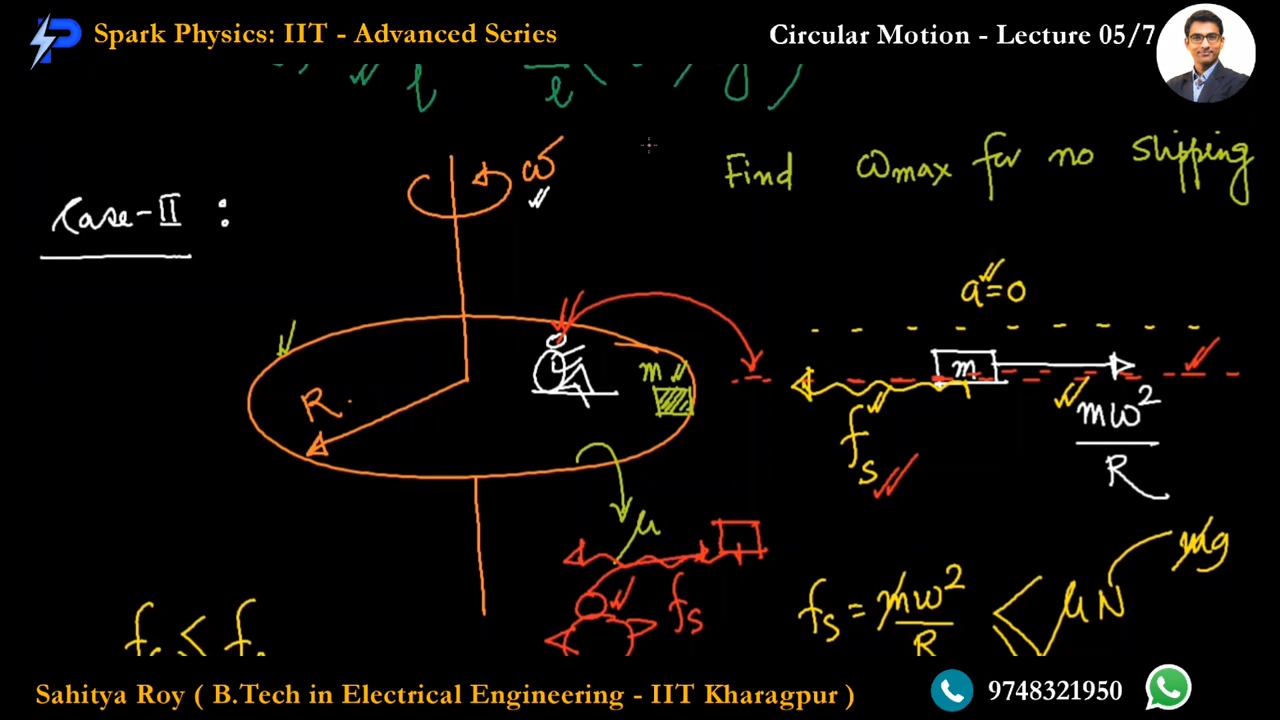 Spark Physics: IIT - Advanced Series
Circular Motion - Lecture 05/7
Find ωmax for no slipping
ω
Case-II :
a=0
m
m
R
mω²
R
fs
μ
fs
fs = mω²/R < μN
mg
Sahitya Roy ( B.Tech in Electrical Engineering - IIT Kharagpur )
9748321950